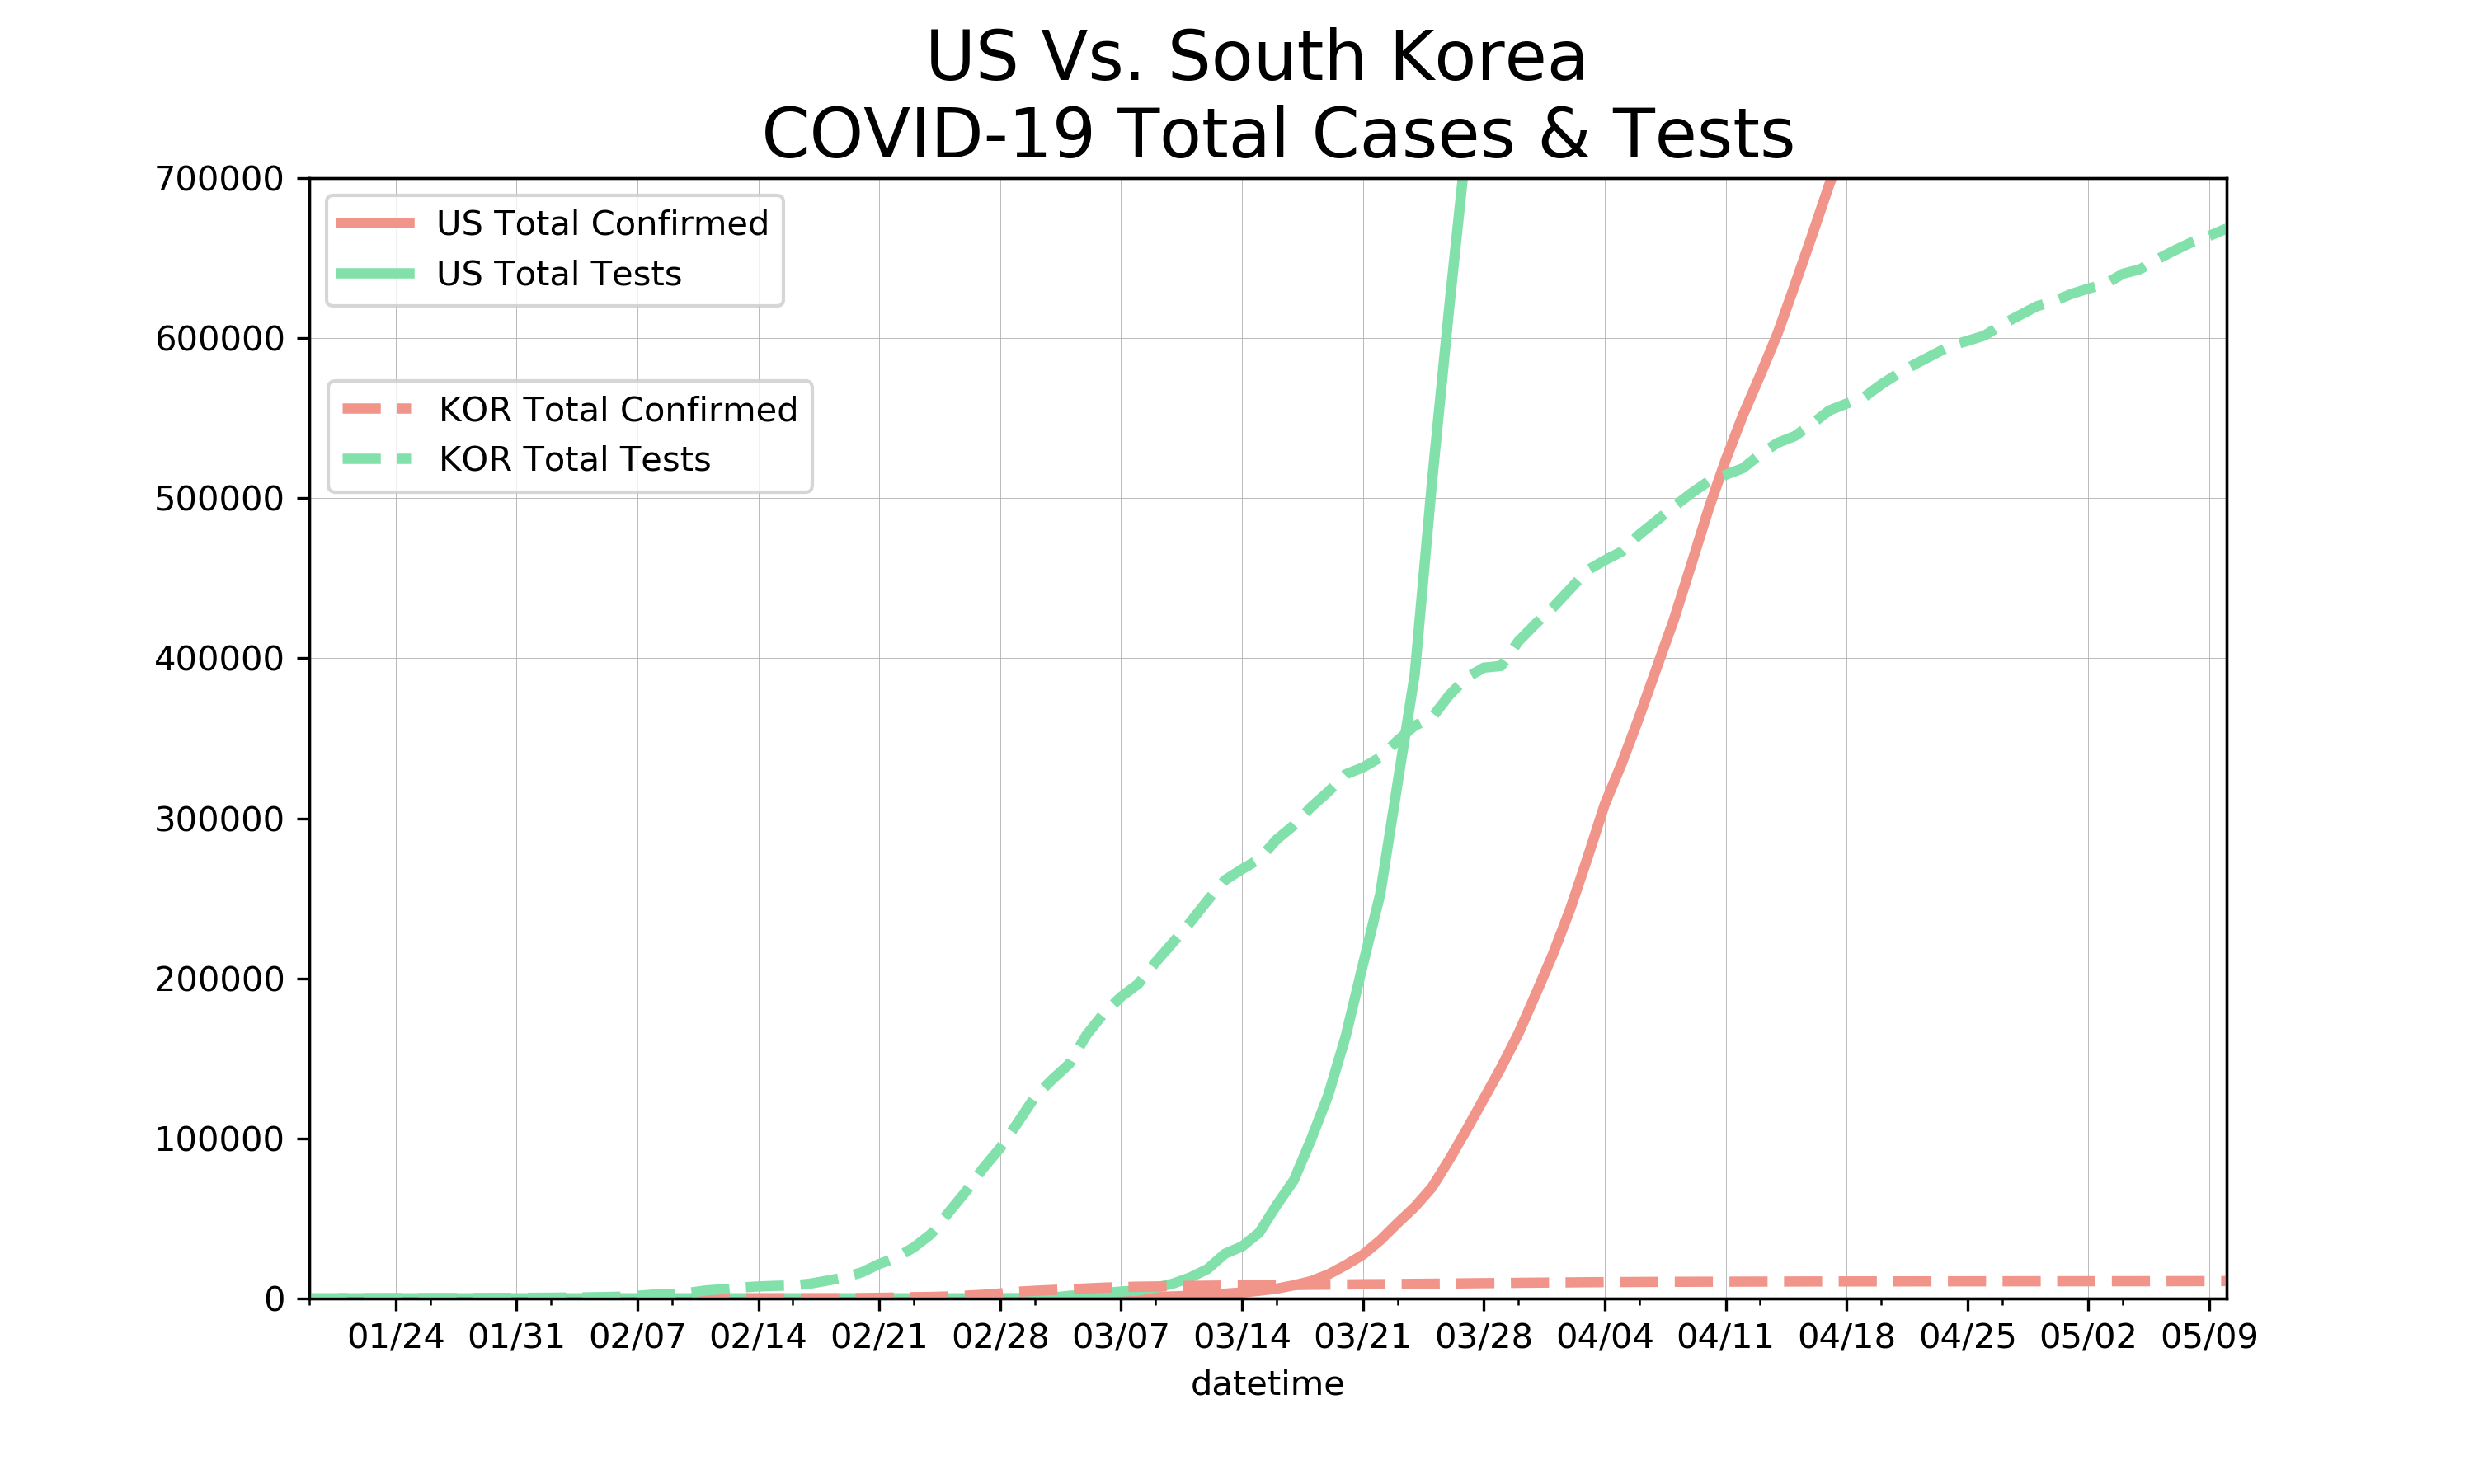 US Vs. South Korea
COVID-19 Total Cases & Tests
700000
600000
500000
400000
300000
200000
100000
0
US Total Confirmed
US Total Tests
KOR Total Confirmed
KOR Total Tests
01/24 01/31 02/07 02/14 02/21 02/28 03/07 03/14 03/21 03/28 04/04 04/11 04/18 04/25 05/02 05/09
datetime